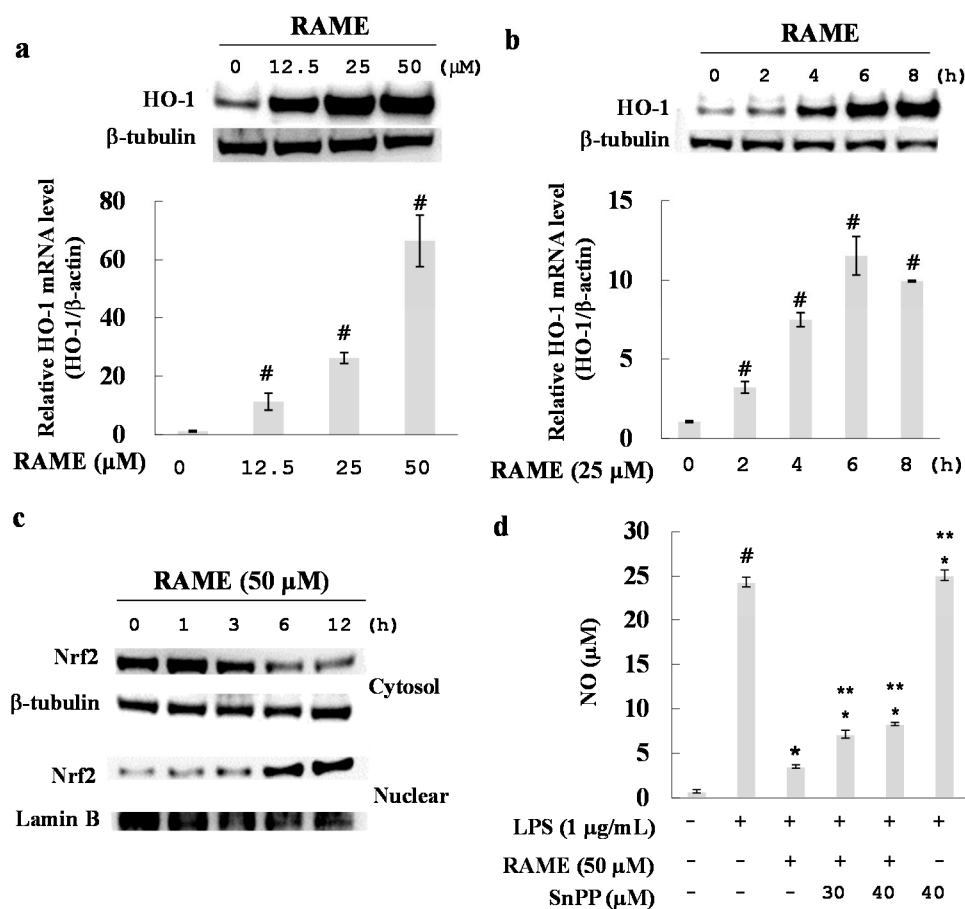 a
RAME
0 12.5 25 50 (μM)
HO-1
β-tubulin
Relative HO-1 mRNA level
(HO-1/β-actin)
80
60
40
20
0
# # #
RAME (μM)
0 12.5 25 50
b
RAME
0 2 4 6 8 (h)
HO-1
β-tubulin
Relative HO-1 mRNA level
(HO-1/β-actin)
15
10
5
0
# # # #
RAME (25 μM)
0 2 4 6 8 (h)
c
RAME (50 μM)
0 1 3 6 12 (h)
Nrf2
Cytosol
β-tubulin
Nrf2
Nuclear
Lamin B
d
NO (μM)
30
25
20
15
10
5
0
#
*
**
*
**
*
**
*
LPS (1 μg/mL) - + + + + +
RAME (50 μM) - - + + + -
SnPP (μM) - - - 30 40 40